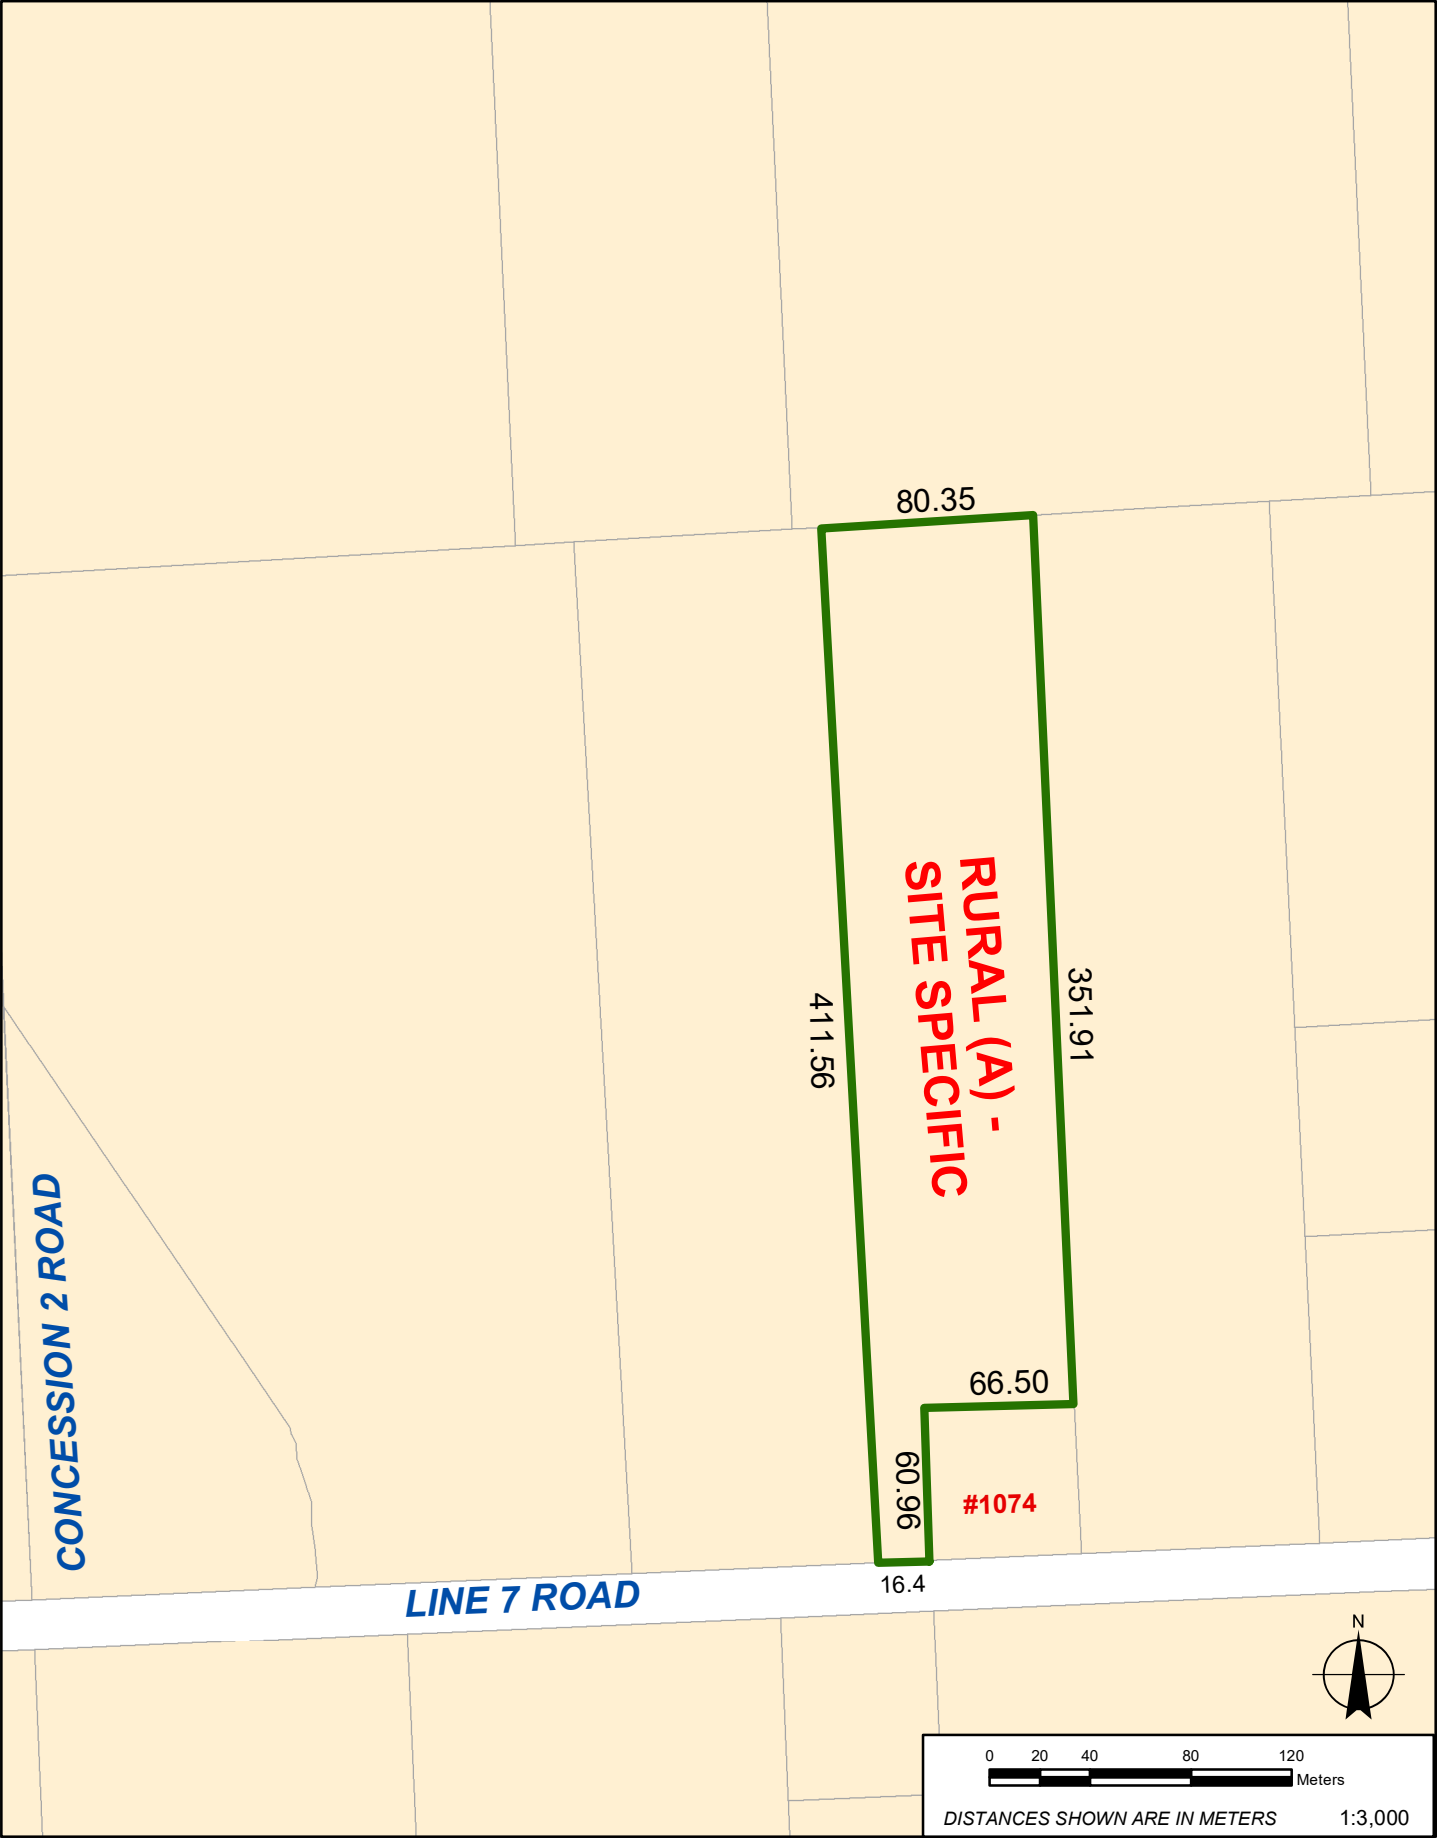 80.35
RURAL (A) -
SITE SPECIFIC
351.91
411.56
CONCESSION 2 ROAD
66.50
60.96
#1074
16.4
LINE 7 ROAD
N
0 20 40 80 120
Meters
DISTANCES SHOWN ARE IN METERS 1:3,000